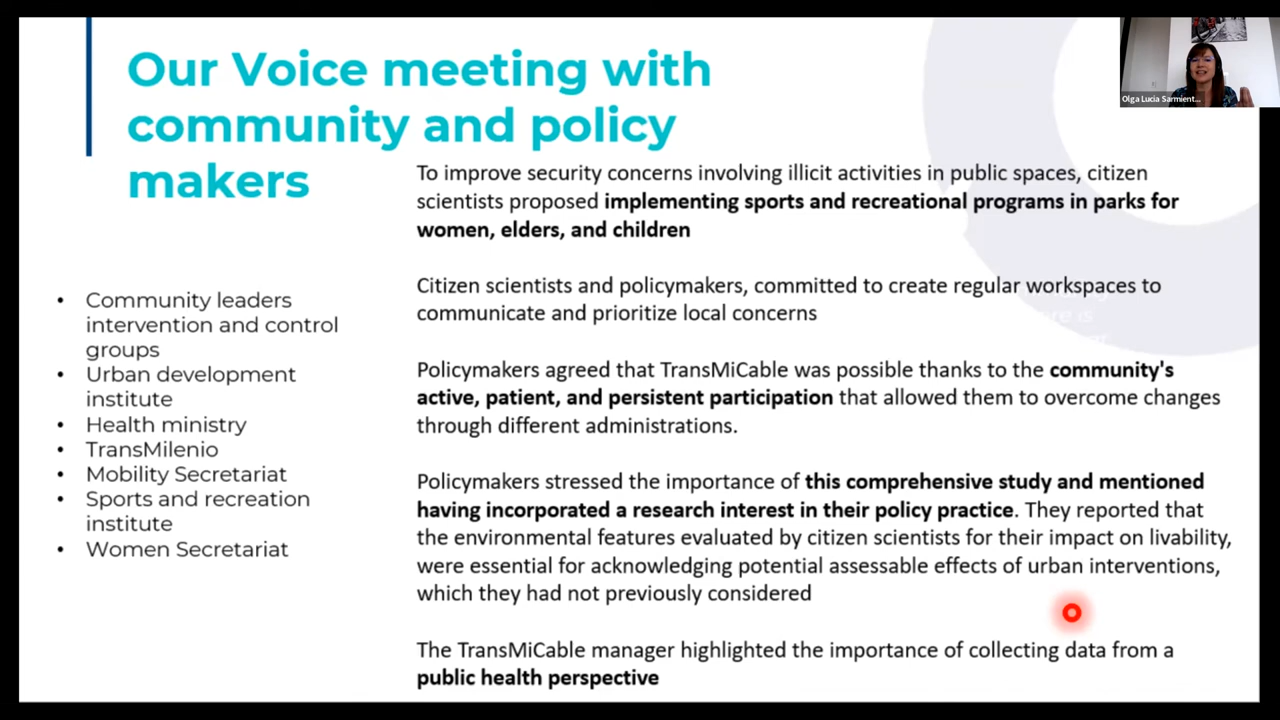 Our Voice meeting with
community and policy
makers
Olga Lucia Sarmient...
• Community leaders
intervention and control
groups
• Urban development
institute
• Health ministry
• TransMilenio
• Mobility Secretariat
• Sports and recreation
institute
• Women Secretariat
To improve security concerns involving illicit activities in public spaces, citizen
scientists proposed implementing sports and recreational programs in parks for
women, elders, and children
Citizen scientists and policymakers, committed to create regular workspaces to
communicate and prioritize local concerns
Policymakers agreed that TransMiCable was possible thanks to the community's
active, patient, and persistent participation that allowed them to overcome changes
through different administrations.
Policymakers stressed the importance of this comprehensive study and mentioned
having incorporated a research interest in their policy practice. They reported that
the environmental features evaluated by citizen scientists for their impact on livability,
were essential for acknowledging potential assessable effects of urban interventions,
which they had not previously considered
The TransMiCable manager highlighted the importance of collecting data from a
public health perspective